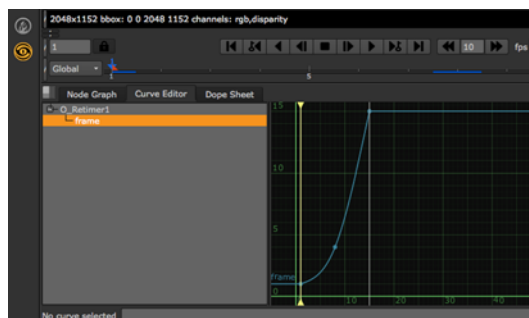 2048x1152 bbox: 0 0 2048 1152 channels: rgb,disparity
1 10 fps
Global
1 5
Node Graph Curve Editor Dope Sheet
O_Retimer1
frame
15
10
5
frame
0
10 20 30 40
No curve selected